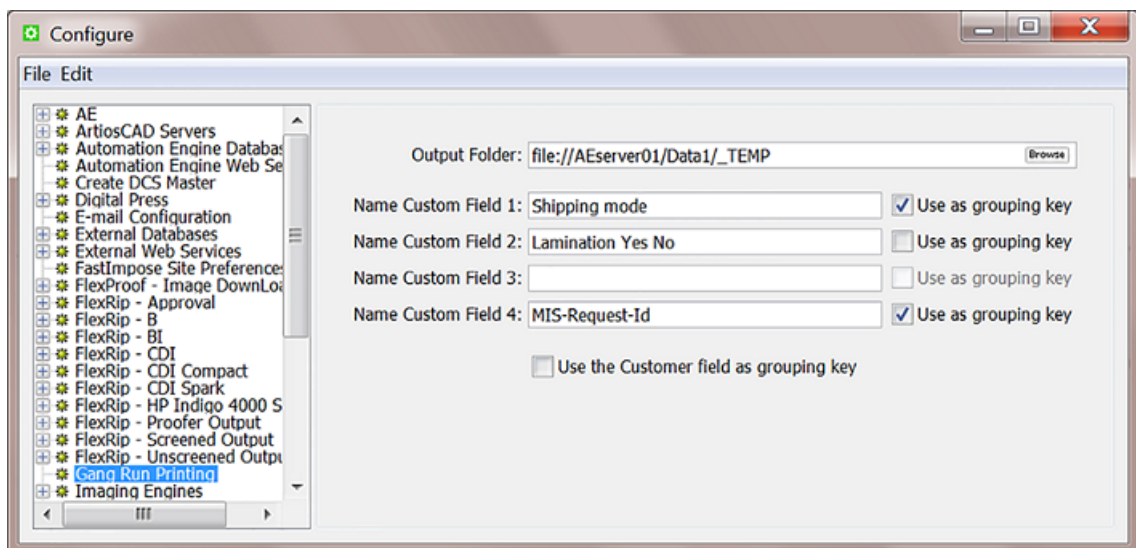 Configure
File Edit
AE
ArtiosCAD Servers
Automation Engine Databas
Automation Engine Web Se
Create DCS Master
Digital Press
E-mail Configuration
External Databases
External Web Services
FastImpose Site Preferences
FlexProof - Image DownLoa
FlexRip - Approval
FlexRip - B
FlexRip - BI
FlexRip - CDI
FlexRip - CDI Compact
FlexRip - CDI Spark
FlexRip - HP Indigo 4000 S
FlexRip - Proofer Output
FlexRip - Screened Output
FlexRip - Unscreened Outpu
Gang Run Printing
Imaging Engines
Output Folder: file://AEserver01/Data1/_TEMP Browse
Name Custom Field 1: Shipping mode Use as grouping key
Name Custom Field 2: Lamination Yes No Use as grouping key
Name Custom Field 3: Use as grouping key
Name Custom Field 4: MIS-Request-Id Use as grouping key
Use the Customer field as grouping key